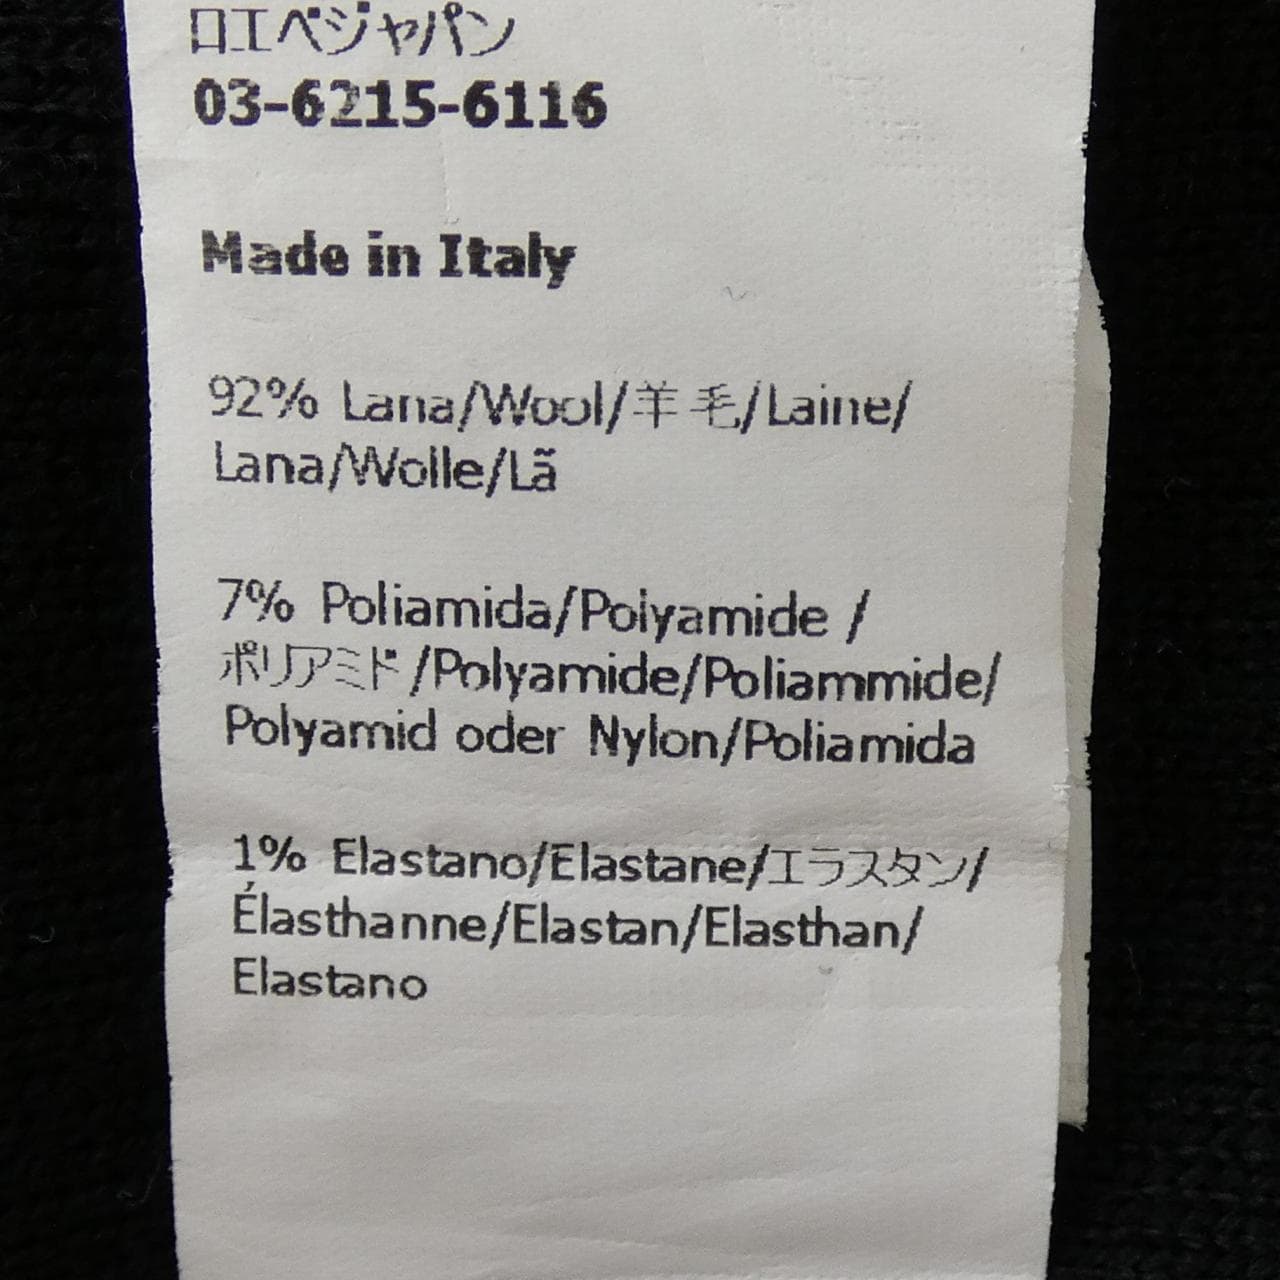 ロエベジャパン
03-6215-6116
Made in Italy
92% Lana/Wool/羊毛/Laine/
Lana/Wolle/Lã
7% Poliamida/Polyamide /
ポリアミド/Polyamide/Poliammide/
Polyamid oder Nylon/Poliamida
1% Elastano/Elastane/エラスタン/
Élasthanne/Elastan/Elasthan/
Elastano